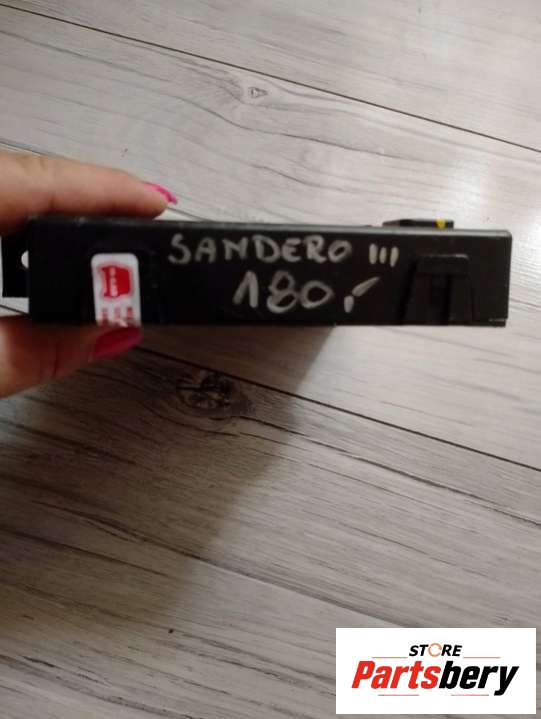 SANDERO III
180,-
STORE
Partsbery